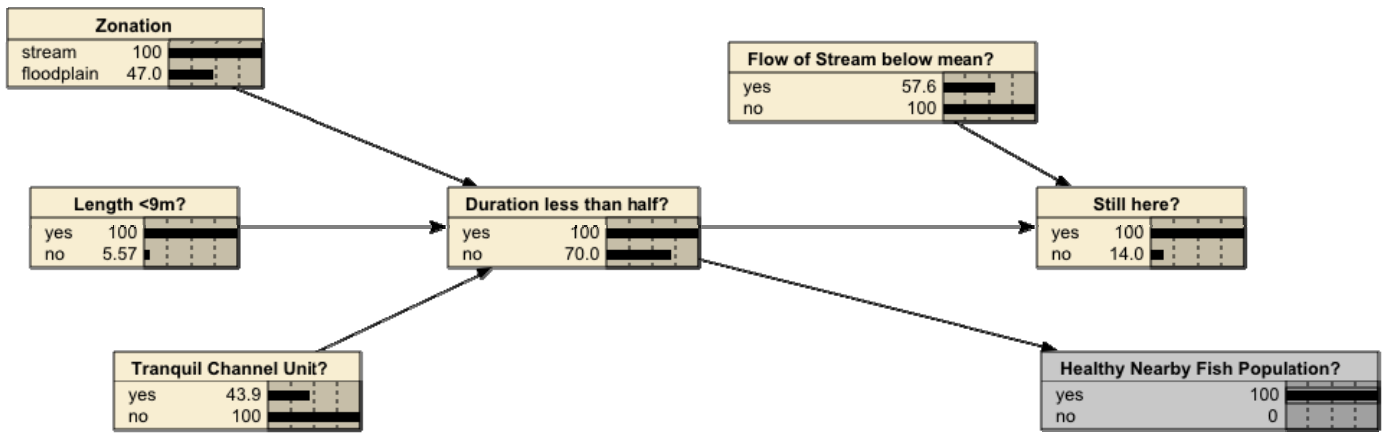 Zonation
stream 100
floodplain 47.0
Flow of Stream below mean?
yes 57.6
no 100
Length <9m?
yes 100
no 5.57
Duration less than half?
yes 100
no 70.0
Still here?
yes 100
no 14.0
Tranquil Channel Unit?
yes 43.9
no 100
Healthy Nearby Fish Population?
yes 100
no 0